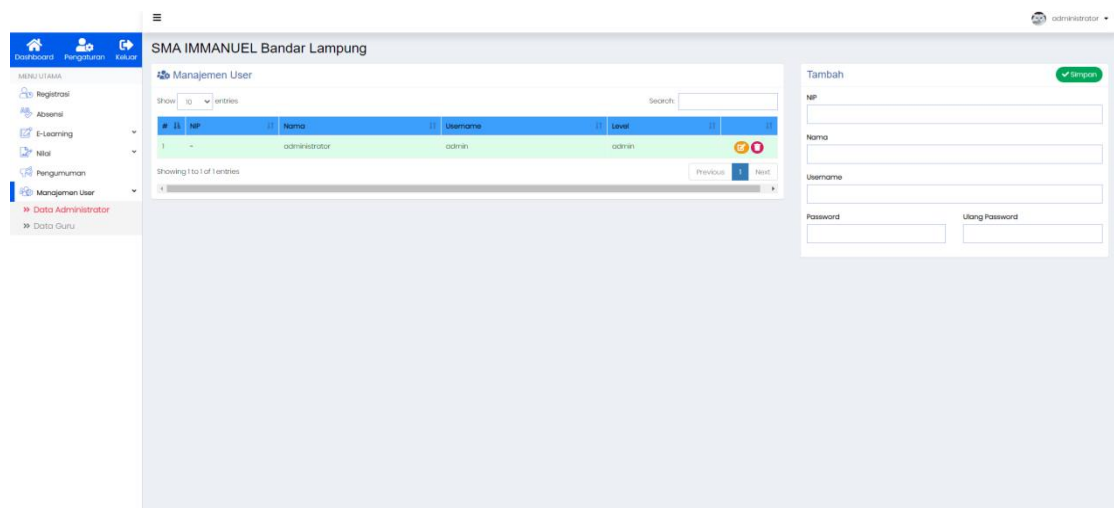 administrator
Dashboard Pengaturan Keluar
SMA IMMANUEL Bandar Lampung
MENU UTAMA
Registrasi
Absensi
E-Learning
Nilai
Pengumuman
Manajemen User
Data Administrator
Data Guru
Manajemen User
Show 10 entries
Search:
# NIP Nama Username Level
1 - administrator admin admin
Showing 1 to 1 of 1 entries
Previous 1 Next
Tambah
Simpan
NIP
Nama
Username
Password Ulang Password